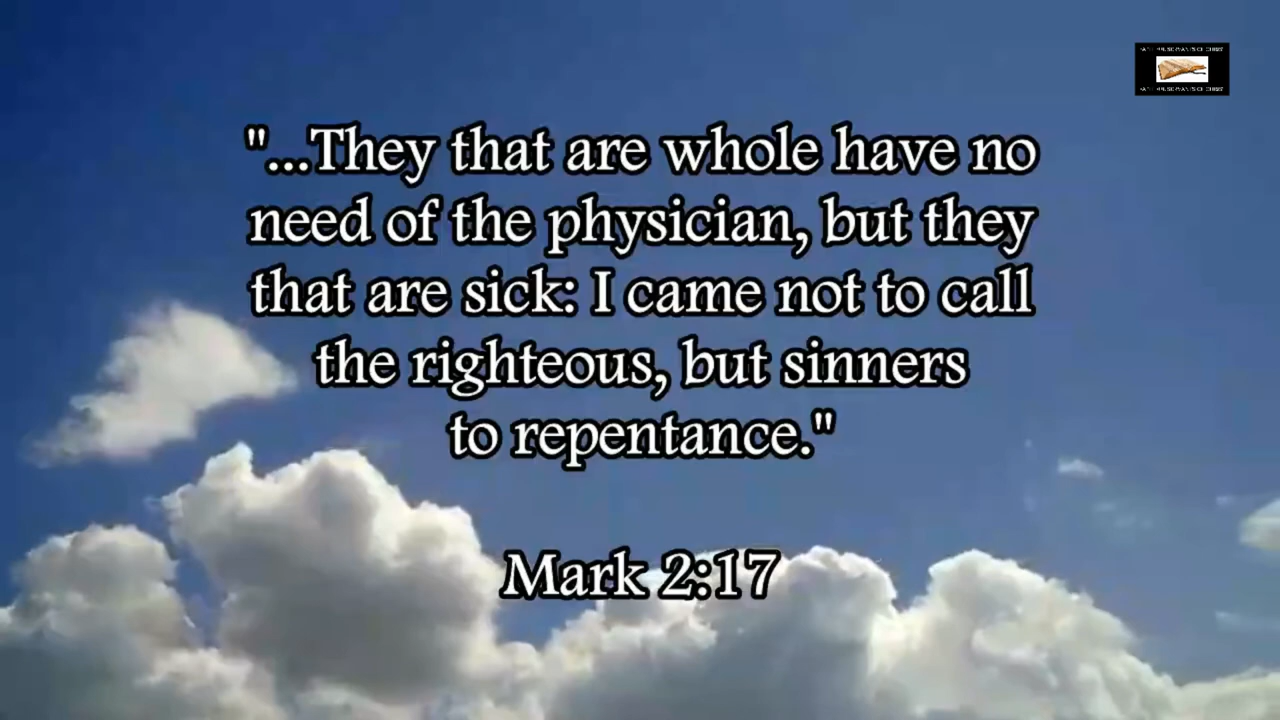 "...They that are whole have no
need of the physician, but they
that are sick: I came not to call
the righteous, but sinners
to repentance."
Mark 2:17